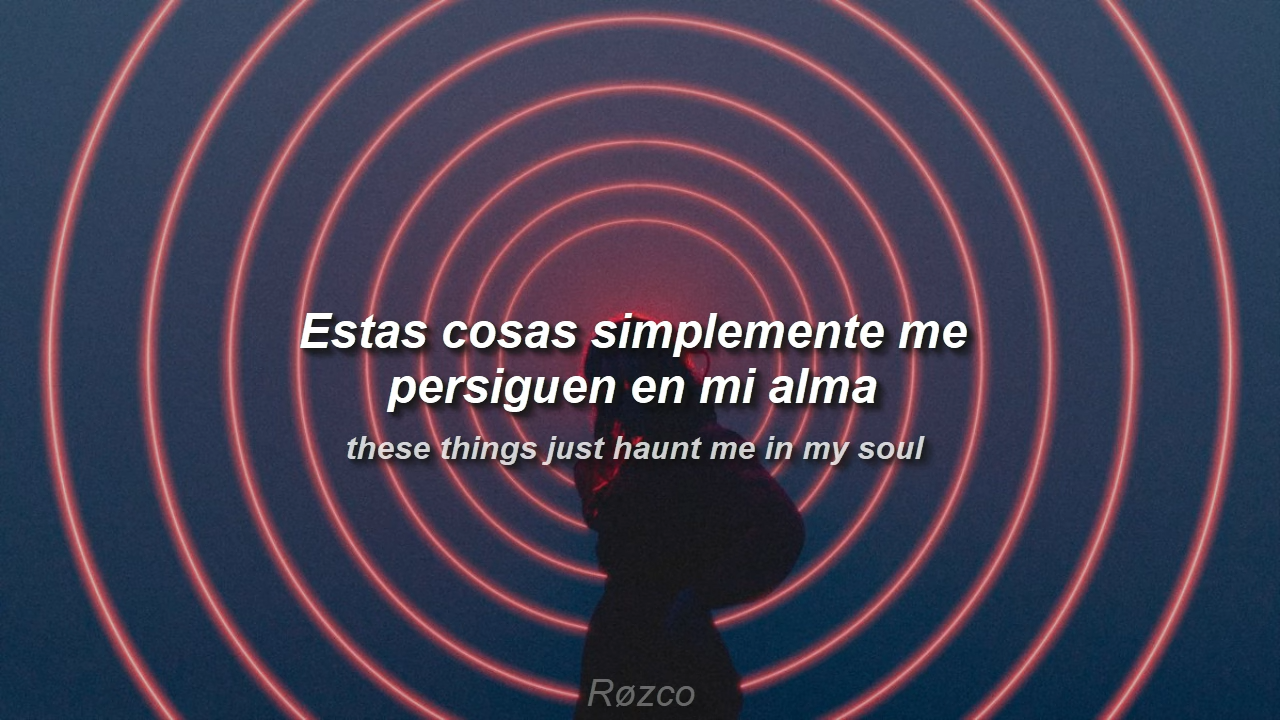 Estas cosas simplemente me
persiguen en mi alma
these things just haunt me in my soul
Røzco